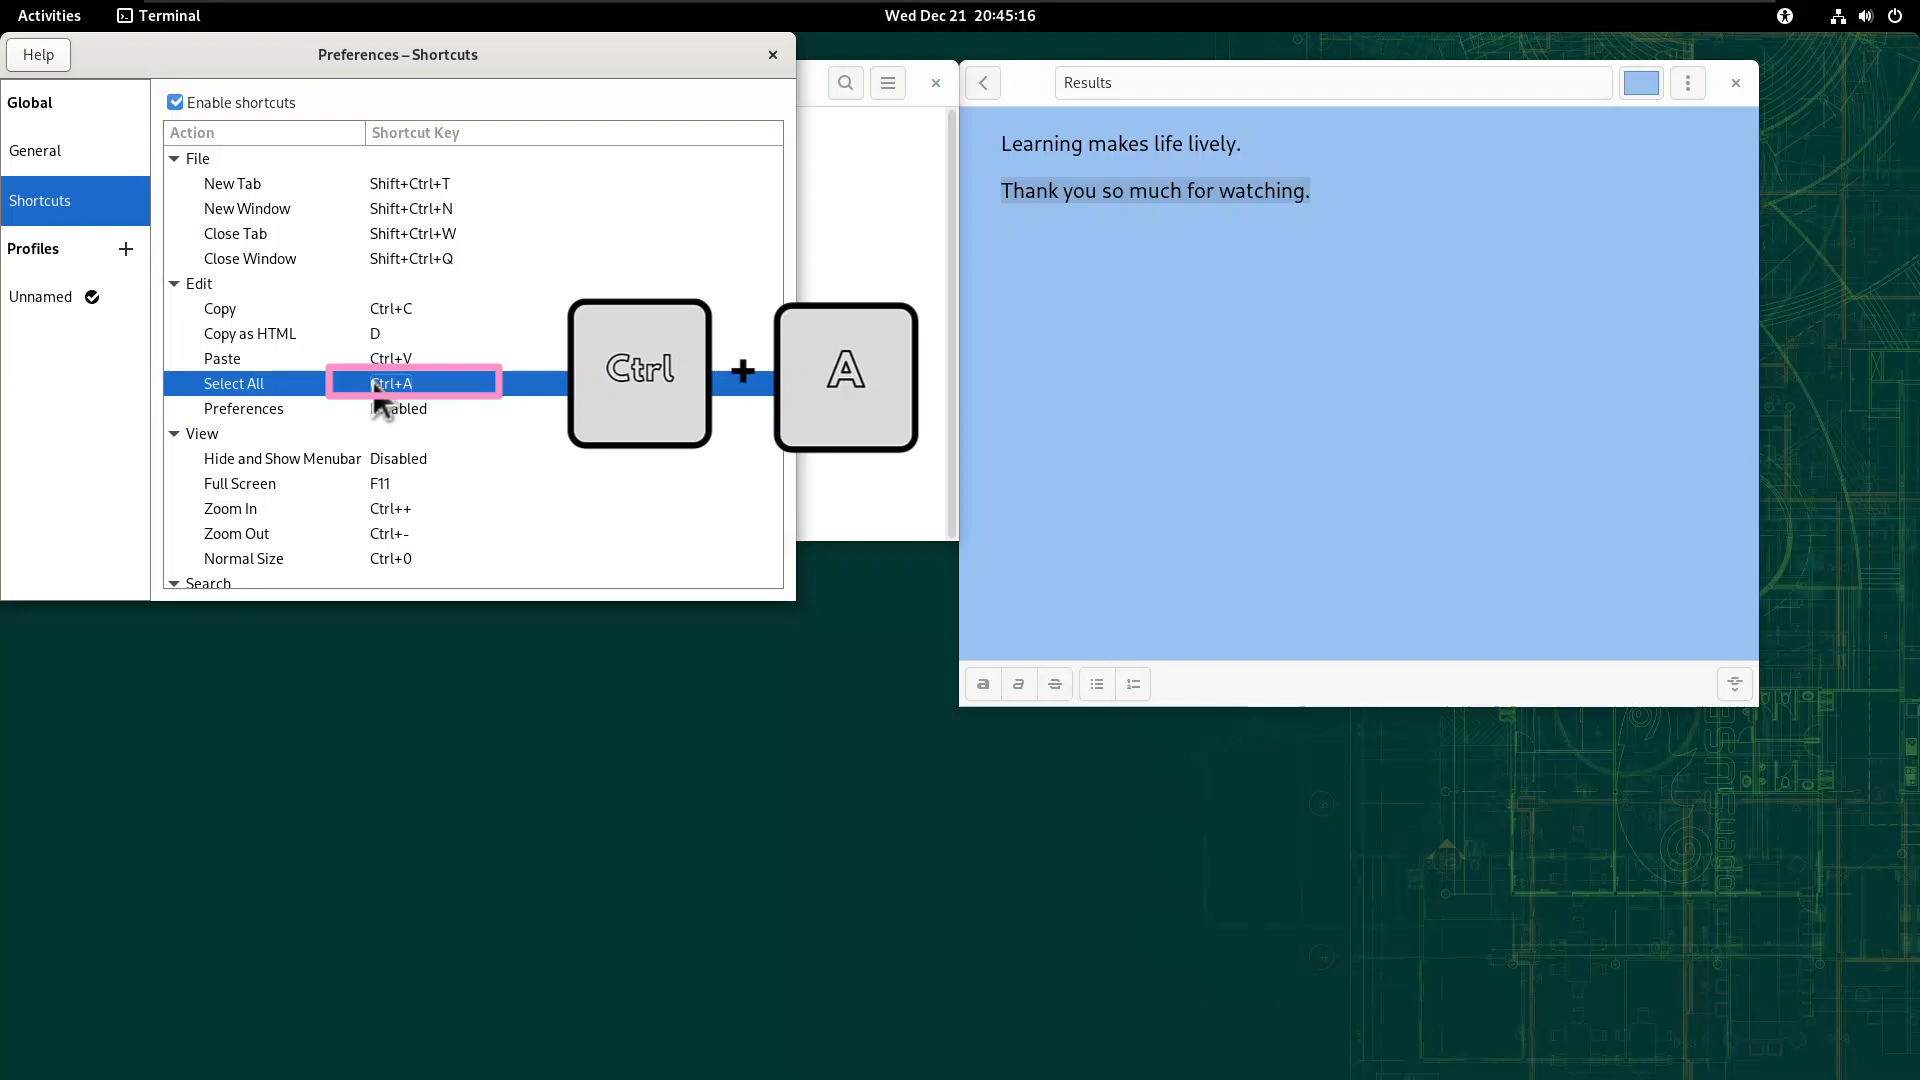 Activities Terminal Wed Dec 21 20:45:16
Help Preferences – Shortcuts
Global
General
Shortcuts
Profiles
Unnamed
Enable shortcuts
Action Shortcut Key
File
New Tab Shift+Ctrl+T
New Window Shift+Ctrl+N
Close Tab Shift+Ctrl+W
Close Window Shift+Ctrl+Q
Edit
Copy Ctrl+C
Copy as HTML D
Paste Ctrl+V
Select All Ctrl+A
Preferences
View
Hide and Show Menubar Disabled
Full Screen F11
Zoom In Ctrl++
Zoom Out Ctrl+-
Normal Size Ctrl+0
Search
Ctrl + A
Results
Learning makes life lively.
Thank you so much for watching.
a a